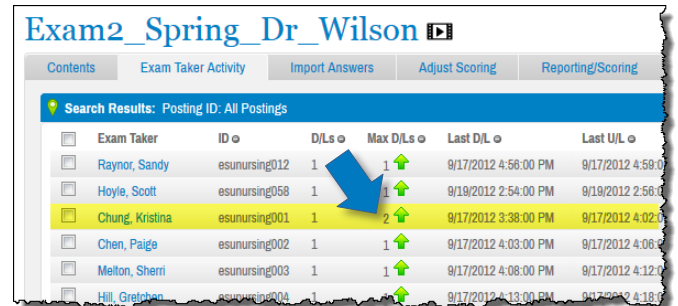 Exam2_Spring_Dr_Wilson
Contents Exam Taker Activity Import Answers Adjust Scoring Reporting/Scoring
Search Results: Posting ID: All Postings
Exam Taker ID D/Ls Max D/Ls Last D/L Last U/L
Raynor, Sandy esunursing012 1 1 9/17/2012 4:56:00 PM 9/17/2012 4:59:0
Hoyle, Scott esunursing058 1 1 9/19/2012 2:54:00 PM 9/19/2012 2:56:0
Chung, Kristina esunursing001 1 2 9/17/2012 3:38:00 PM 9/17/2012 4:02:0
Chen, Paige esunursing002 1 1 9/17/2012 4:03:00 PM 9/17/2012 4:06:0
Melton, Sherri esunursing003 1 1 9/17/2012 4:08:00 PM 9/17/2012 4:12:0
Hill, Gretchen esunursing004 1 1 9/17/2012 4:13:00 PM 9/17/2012 4:18: